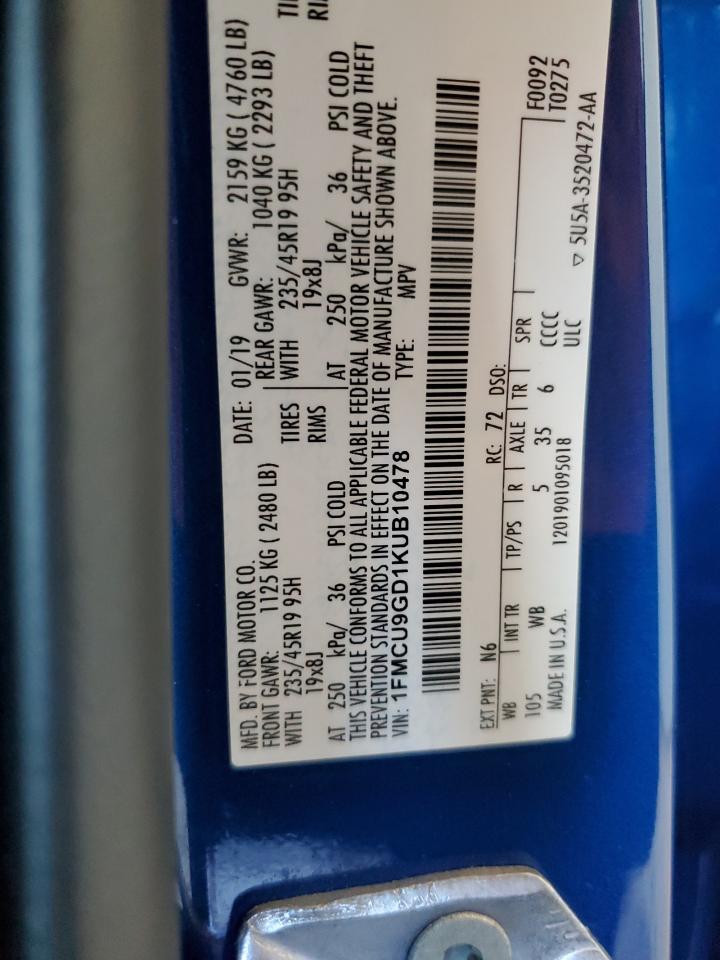 MFD. BY FORD MOTOR CO. DATE: 01/19 GVWR: 2159 KG ( 4760 LB)
FRONT GAWR: 1125 KG ( 2480 LB) REAR GAWR: 1040 KG ( 2293 LB)
WITH 235/45R19 95H TIRES WITH 235/45R19 95H TI
19x8J RIMS 19x8J RI
AT 250 kPa/ 36 PSI COLD AT 250 kPa/ 36 PSI COLD
THIS VEHICLE CONFORMS TO ALL APPLICABLE FEDERAL MOTOR VEHICLE SAFETY AND THEFT
PREVENTION STANDARDS IN EFFECT ON THE DATE OF MANUFACTURE SHOWN ABOVE.
VIN: 1FMCU9GD1KUB10478 TYPE: MPV
EXT PNT: N6 RC: 72 DSO: F0092
WB INT TR TP/PS R AXLE TR SPR T0275
105 WB 5 35 6 CCCC
MADE IN U.S.A. 1201901095018 ULC ▽ 5U5A-3520472-AA